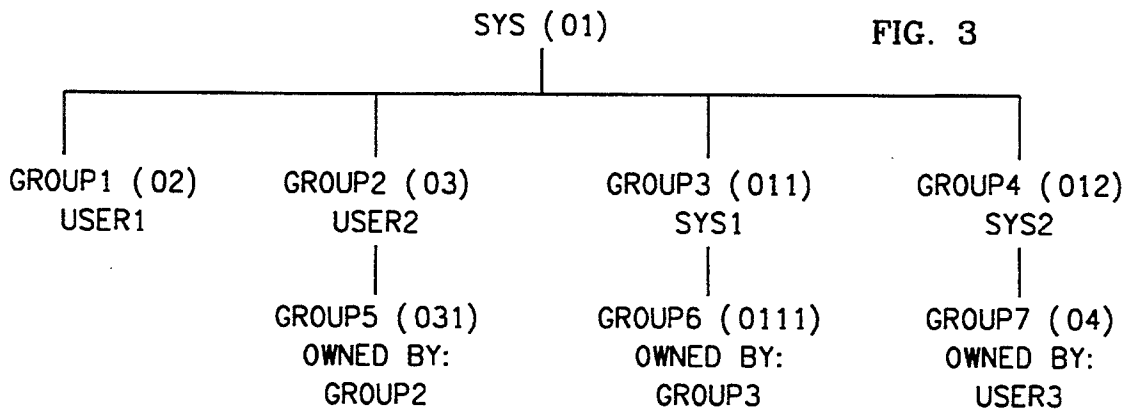 SYS (01)
FIG. 3
GROUP1 (02)
USER1
GROUP2 (03)
USER2
GROUP3 (011)
SYS1
GROUP4 (012)
SYS2
GROUP5 (031)
OWNED BY:
GROUP2
GROUP6 (0111)
OWNED BY:
GROUP3
GROUP7 (04)
OWNED BY:
USER3